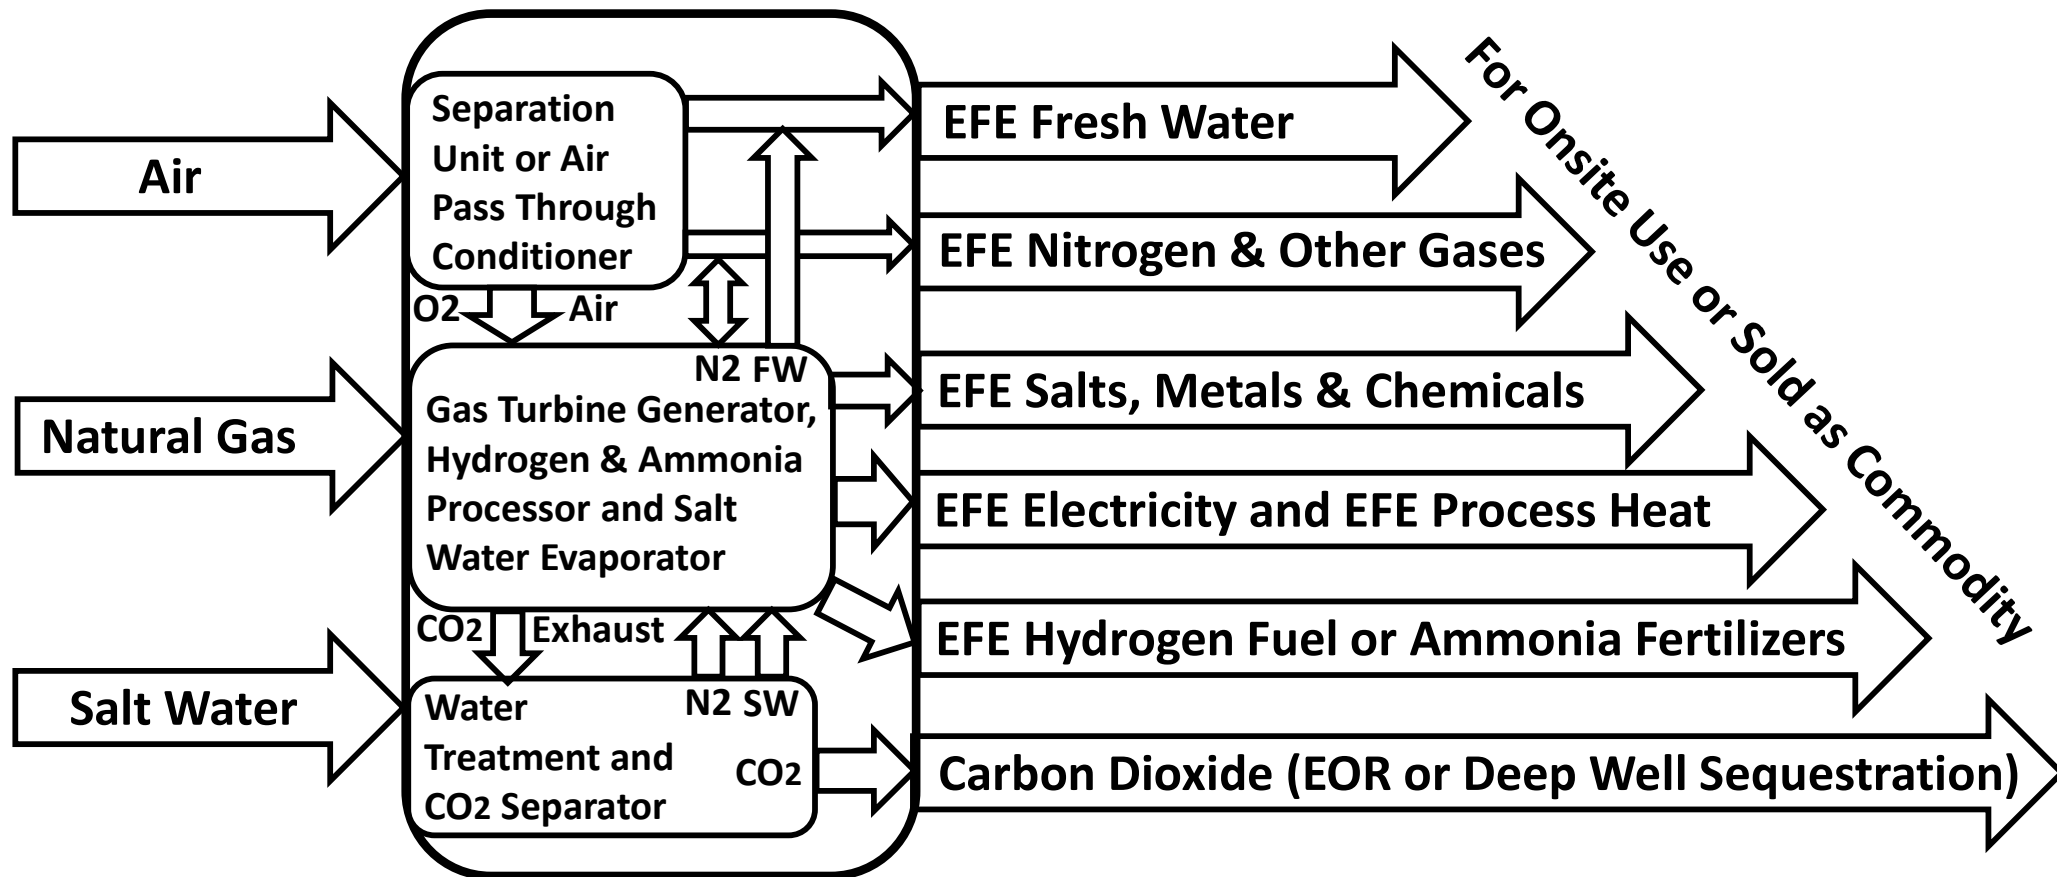 Air
Natural Gas
Salt Water
Separation
Unit or Air
Pass Through
Conditioner
O2
Air
N2 FW
Gas Turbine Generator,
Hydrogen & Ammonia
Processor and Salt
Water Evaporator
CO2
Exhaust
N2 SW
Water
Treatment and
CO2 Separator
CO2
EFE Fresh Water
EFE Nitrogen & Other Gases
EFE Salts, Metals & Chemicals
EFE Electricity and EFE Process Heat
EFE Hydrogen Fuel or Ammonia Fertilizers
Carbon Dioxide (EOR or Deep Well Sequestration)
For Onsite Use or Sold as Commodity